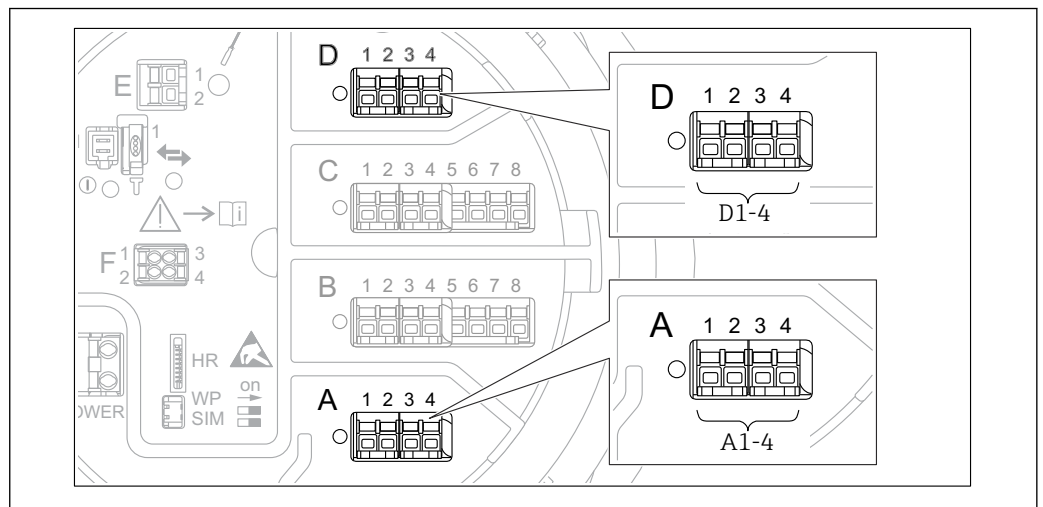 D 1 2 3 4
E 1
2
1
C 1 2 3 4 5 6 7 8
i
F 1 3
2 4
B 1 2 3 4 5 6 7 8
HR
WP on
SIM
OWER
A 1 2 3 4
D 1 2 3 4
D1-4
A 1 2 3 4
A1-4